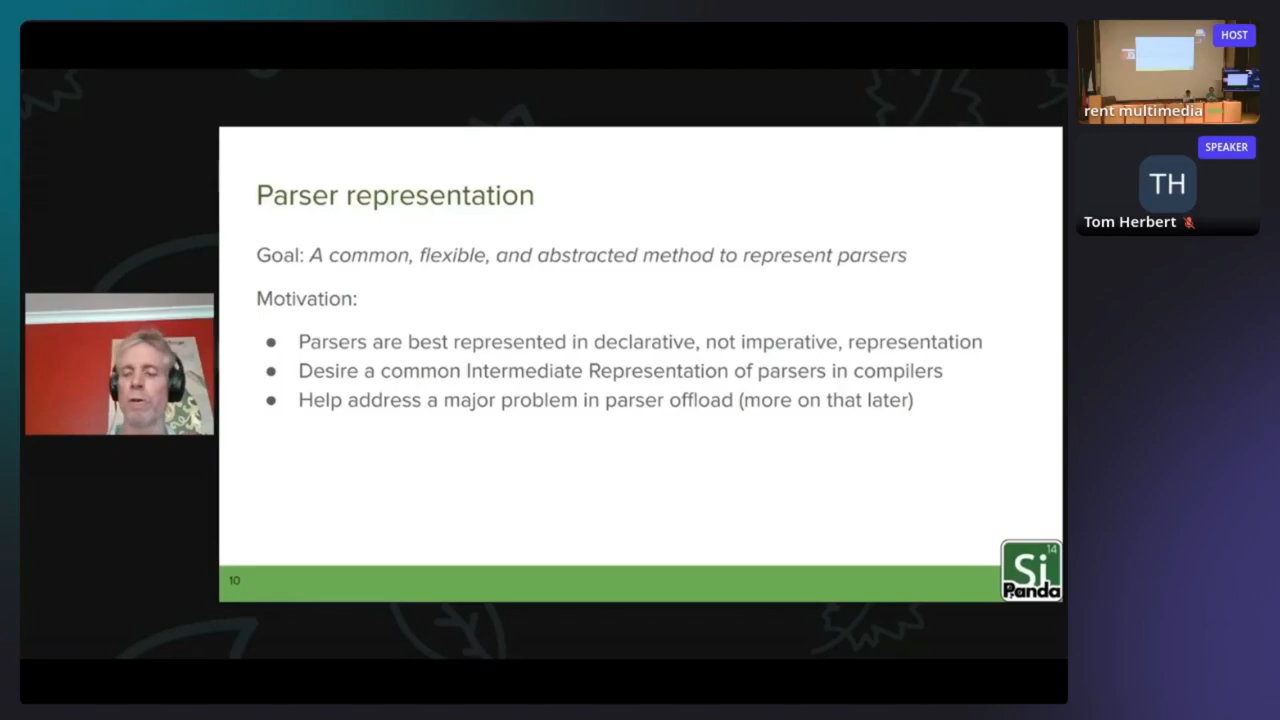 HOST
rent multimedia
SPEAKER
TH
Tom Herbert
Parser representation
Goal: A common, flexible, and abstracted method to represent parsers
Motivation:
● Parsers are best represented in declarative, not imperative, representation
● Desire a common Intermediate Representation of parsers in compilers
● Help address a major problem in parser offload (more on that later)
10
14
Si
Panda